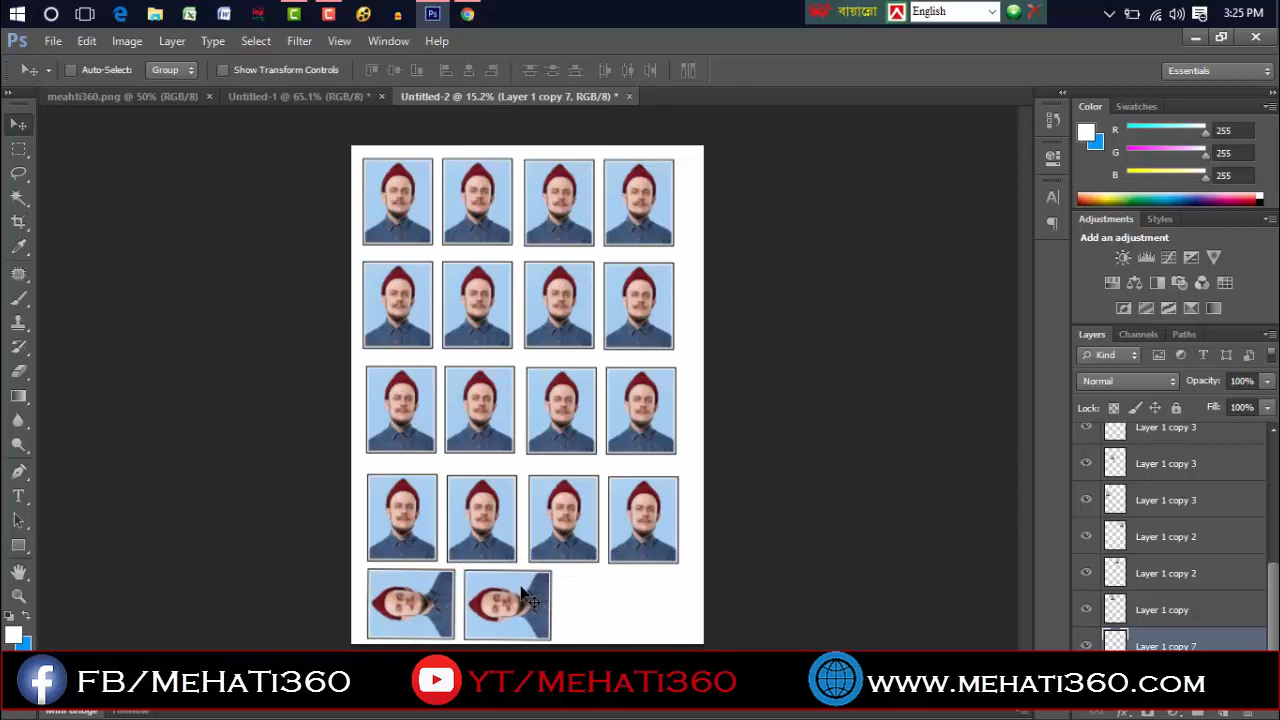 বায়ান্নো English 3:25 PM
Ps File Edit Image Layer Type Select Filter View Window Help
Auto-Select: Group Show Transform Controls Essentials
meahti360.png @ 50% (RGB/8) × Untitled-1 @ 65.1% (RGB/8) * × Untitled-2 @ 15.2% (Layer 1 copy 7, RGB/8) * ×
Color Swatches
R 255
G 255
B 255
Adjustments Styles
Add an adjustment
Layers Channels Paths
Kind
Normal Opacity: 100%
Lock: Fill: 100%
Layer 1 copy 3
Layer 1 copy 3
Layer 1 copy 3
Layer 1 copy 2
Layer 1 copy 2
Layer 1 copy
Layer 1 copy 7
FB/MeHaTi360 YT/MeHaTi360 www.mehati360.com